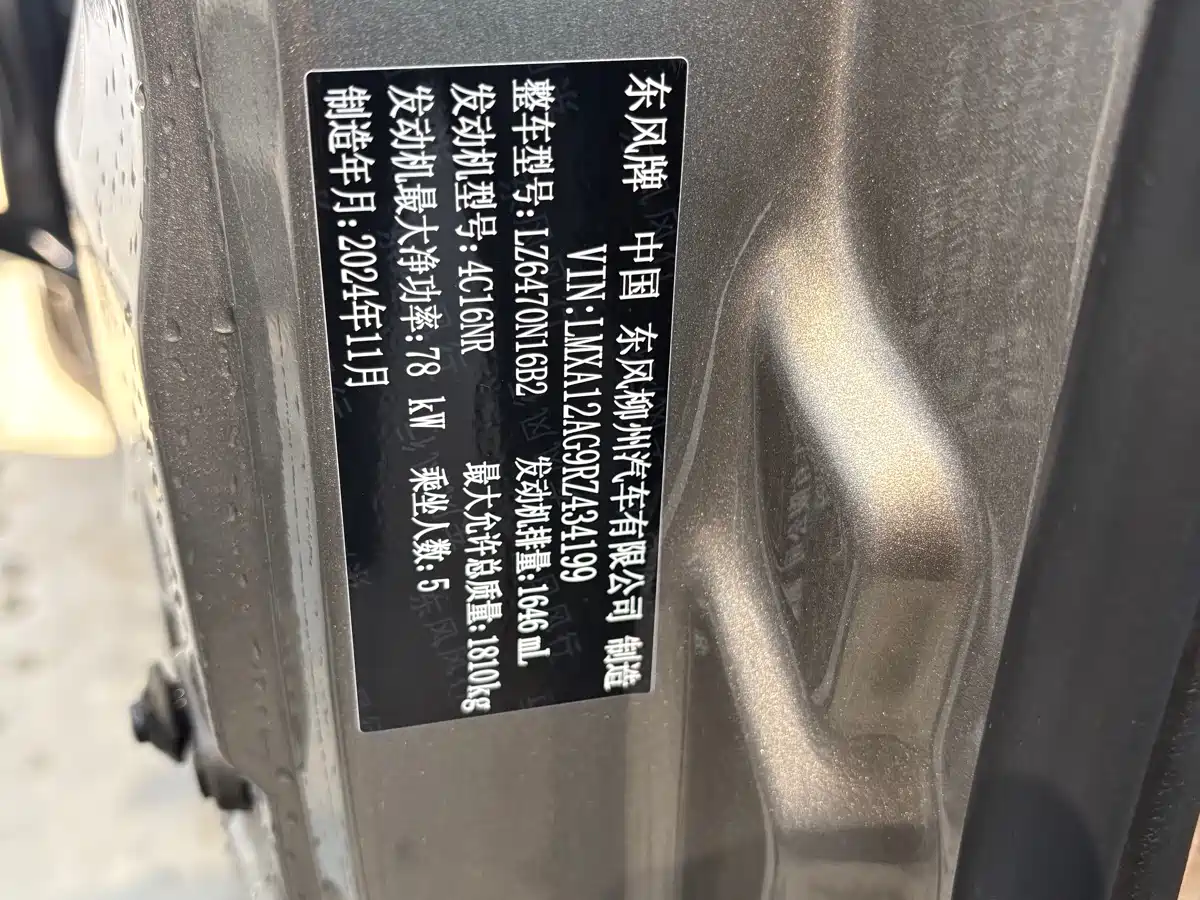 东风牌 中国 东风柳州汽车有限公司 制造
VIN:LMXA12AG9RZ434199
整车型号:LZ6470N16B2 发动机排量:1646mL
发动机型号:4C16NR 最大允许总质量:1810kg
发动机最大净功率:78 kW 乘坐人数:5
制造年月:2024年11月